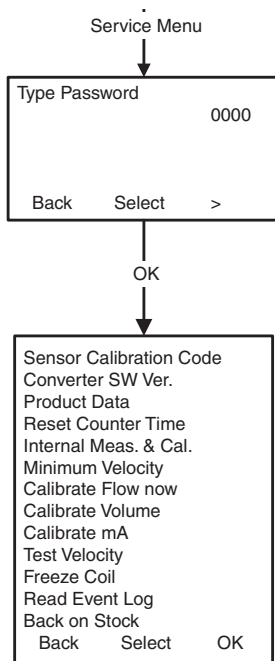 Service Menu
Type Password
0000
Back Select >
OK
Sensor Calibration Code
Converter SW Ver.
Product Data
Reset Counter Time
Internal Meas. & Cal.
Minimum Velocity
Calibrate Flow now
Calibrate Volume
Calibrate mA
Test Velocity
Freeze Coil
Read Event Log
Back on Stock
Back Select OK